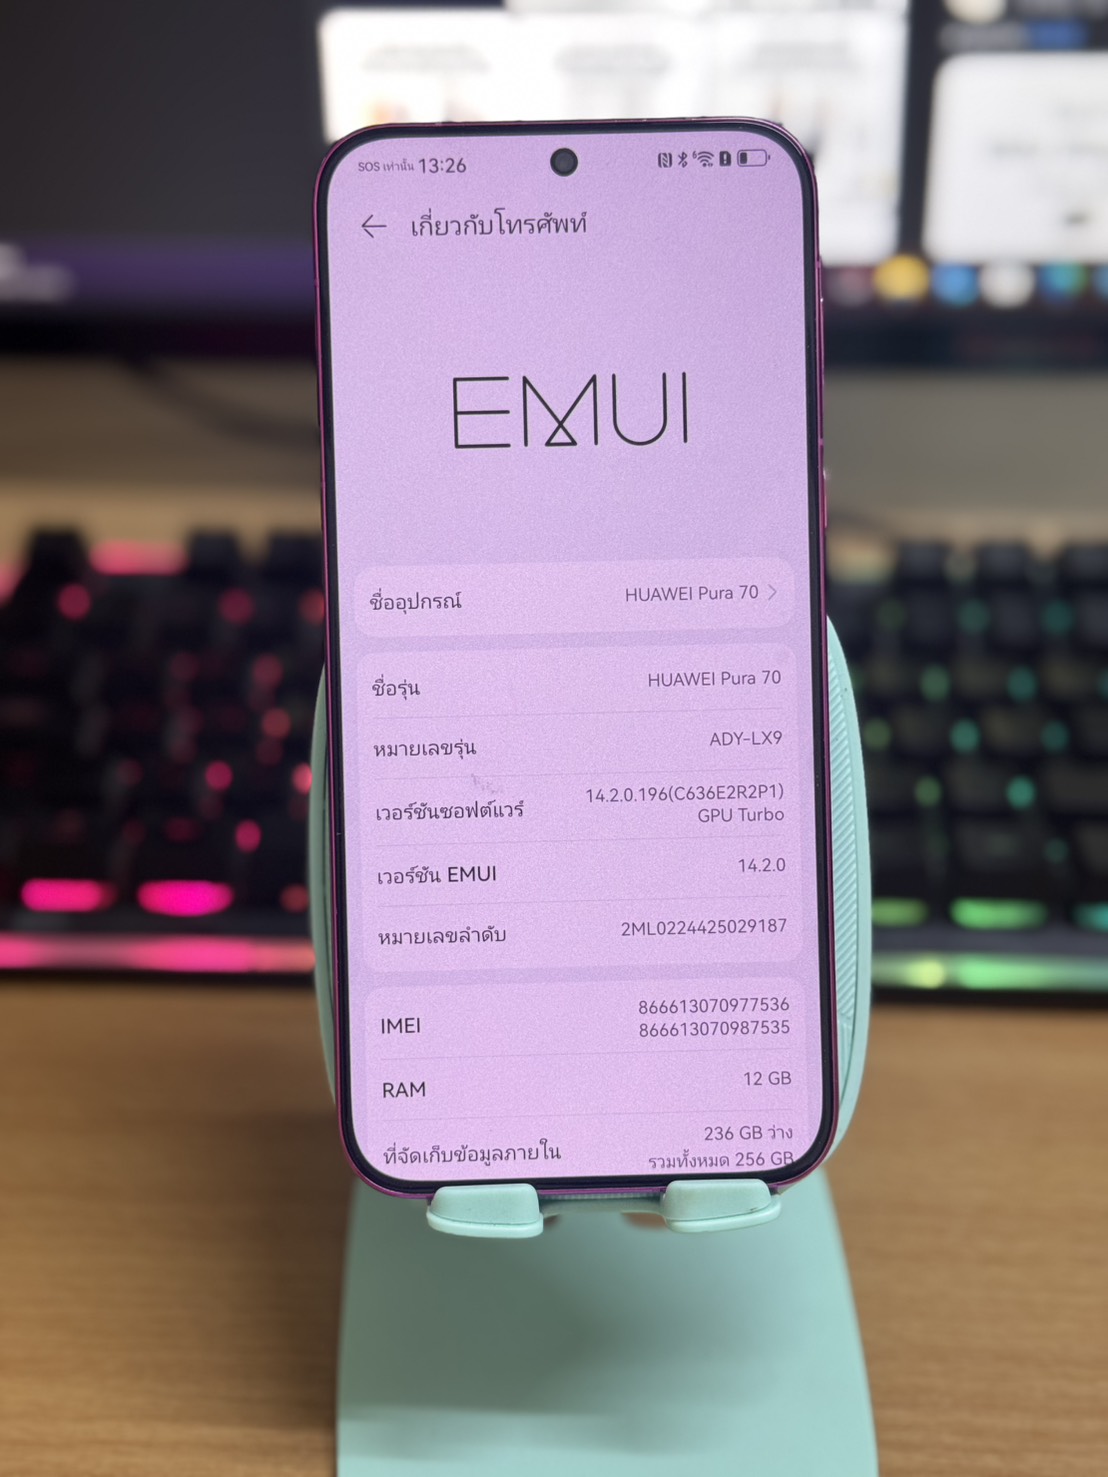 SOS เท่านั้น 13:26
เกี่ยวกับโทรศัพท์
EMUI
ชื่ออุปกรณ์ HUAWEI Pura 70
ชื่อรุ่น HUAWEI Pura 70
หมายเลขรุ่น ADY-LX9
เวอร์ชันซอฟต์แวร์ 14.2.0.196(C636E2R2P1)
GPU Turbo
เวอร์ชัน EMUI 14.2.0
หมายเลขลำดับ 2ML0224425029187
IMEI 866613070977536
866613070987535
RAM 12 GB
ที่จัดเก็บข้อมูลภายใน 236 GB ว่าง
รวมทั้งหมด 256 GB